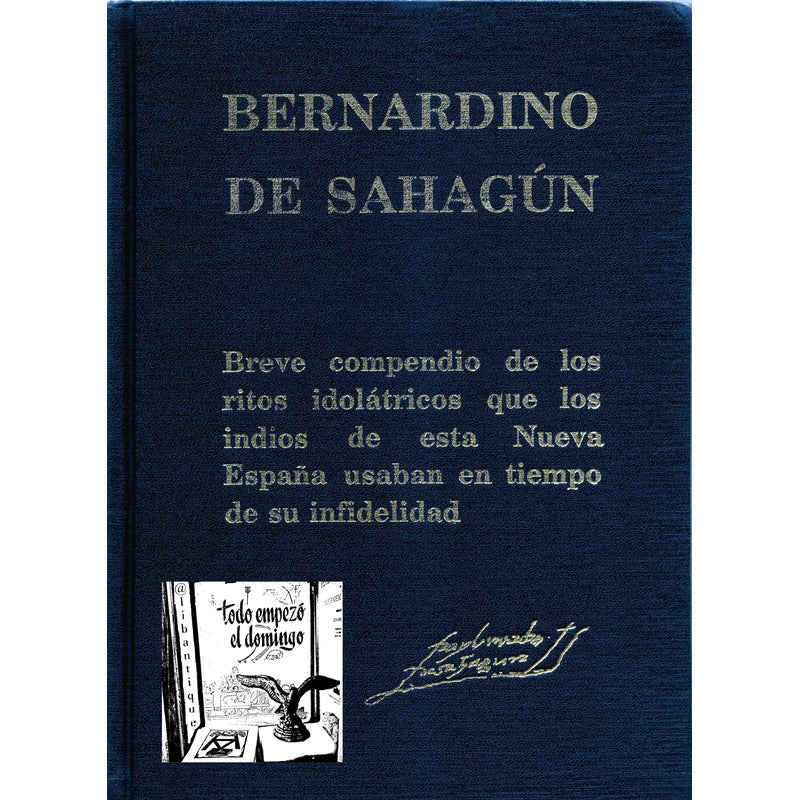 BERNARDINO
DE SAHAGÚN
Breve compendio de los
ritos idolátricos que los
indios de esta Nueva
España usaban en tiempo
de su infidelidad
@libantique
todo empezó
el domingo